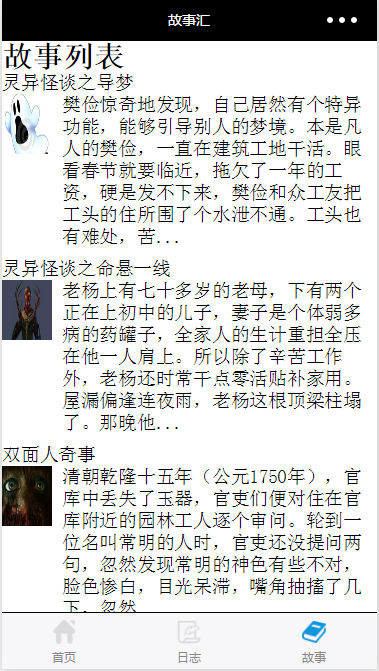 故事汇
故事列表
灵异怪谈之导梦
樊俭惊奇地发现，自己居然有个特异
功能，能够引导别人的梦境。本是凡
人的樊俭，一直在建筑工地干活。眼
看春节就要临近，拖欠了一年的工
资，硬是发不下来，樊俭和众工友把
工头的住所围了个水泄不通。工头也
有难处，苦...
灵异怪谈之命悬一线
老杨上有七十多岁的老母，下有两个
正在上初中的儿子，妻子是个体弱多
病的药罐子，全家人的生计重担全压
在他一人肩上。所以除了辛苦工作
外，老杨还时常干点零活贴补家用。
屋漏偏逢连夜雨，老杨这根顶梁柱塌
了。那晚他...
双面人奇事
清朝乾隆十五年（公元1750年），官
库中丢失了玉器，官吏们便对住在官
库附近的园林工人逐个审问。轮到一
位名叫常明的人时，官吏还没提问两
句，忽然发现常明的神色有些不对，
脸色惨白，目光呆滞，嘴角抽搐了几
下。忽然
首页
日志
故事